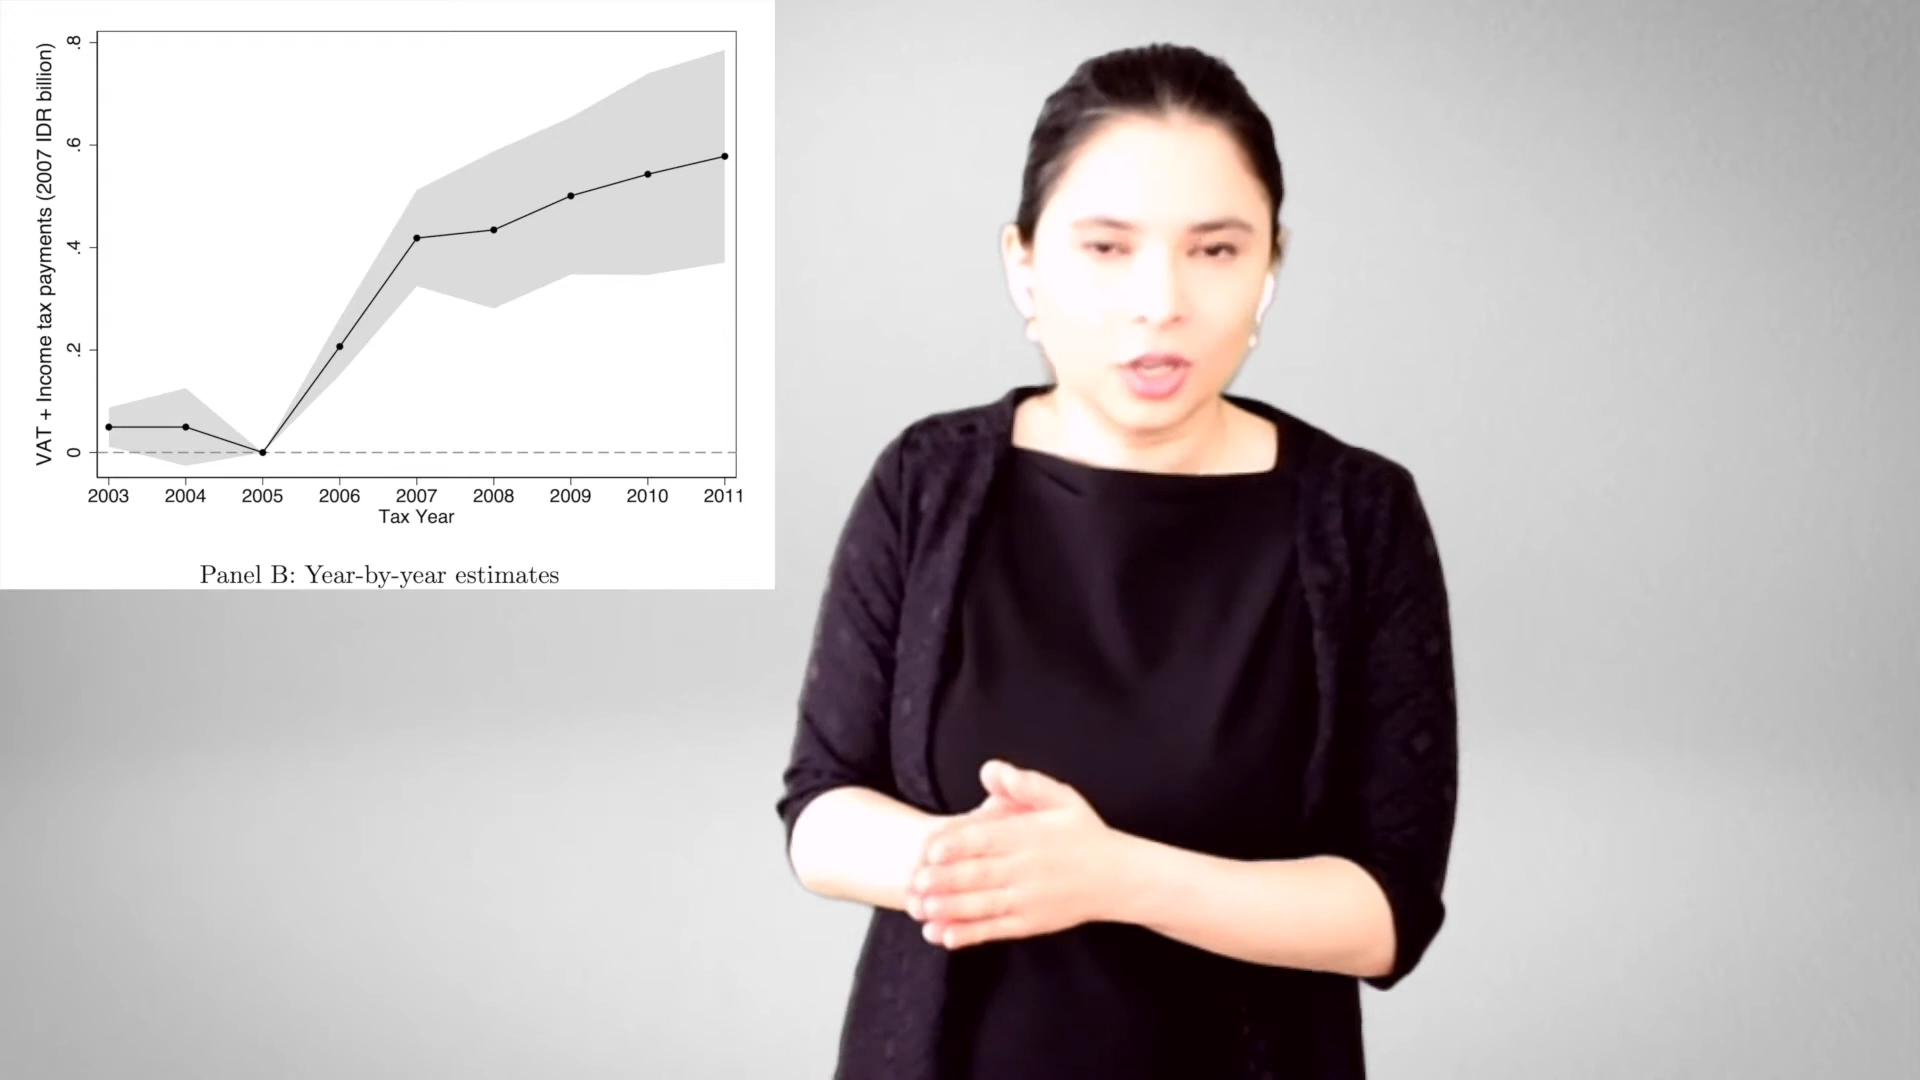 VAT + Income tax payments (2007 IDR billion)
.8
.6
.4
.2
0
2003 2004 2005 2006 2007 2008 2009 2010 2011
Tax Year
Panel B: Year-by-year estimates